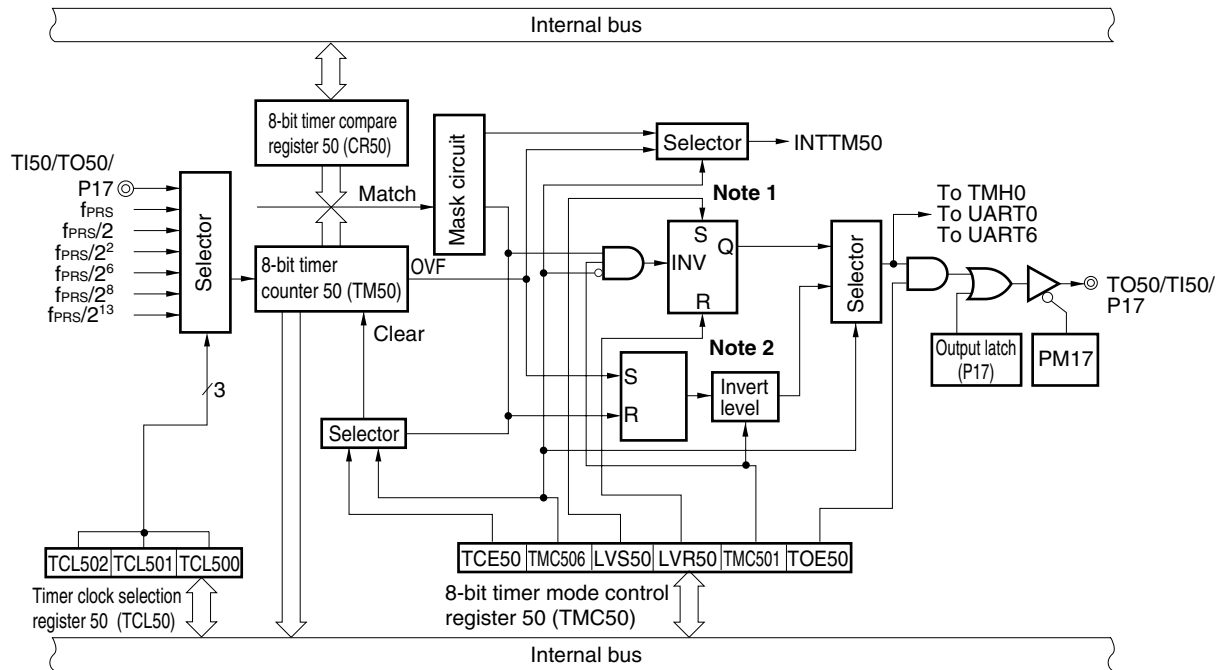 Internal bus
8-bit timer compare
register 50 (CR50)
TI50/TO50/
P17
fPRS
fPRS/2
fPRS/2²
fPRS/2⁶
fPRS/2⁸
fPRS/2¹³
Selector
Match
Mask circuit
8-bit timer
counter 50 (TM50)
OVF
Clear
Selector
INTTM50
Note 1
S
INV
Q
R
Note 2
S
R
Invert
level
Selector
To TMH0
To UART0
To UART6
TO50/TI50/
P17
Output latch
(P17)
PM17
3
Selector
TCL502 TCL501 TCL500
Timer clock selection
register 50 (TCL50)
TCE50 TMC506 LVS50 LVR50 TMC501 TOE50
8-bit timer mode control
register 50 (TMC50)
Internal bus